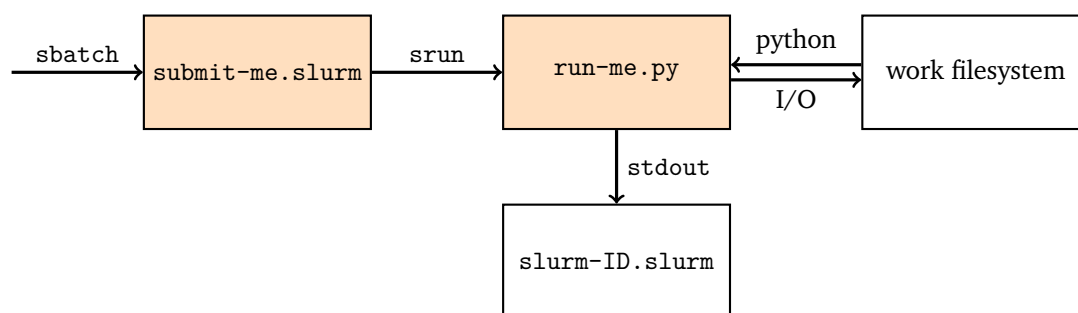 sbatch
submit-me.slurm
srun
run-me.py
python
I/O
work filesystem
stdout
slurm-ID.slurm